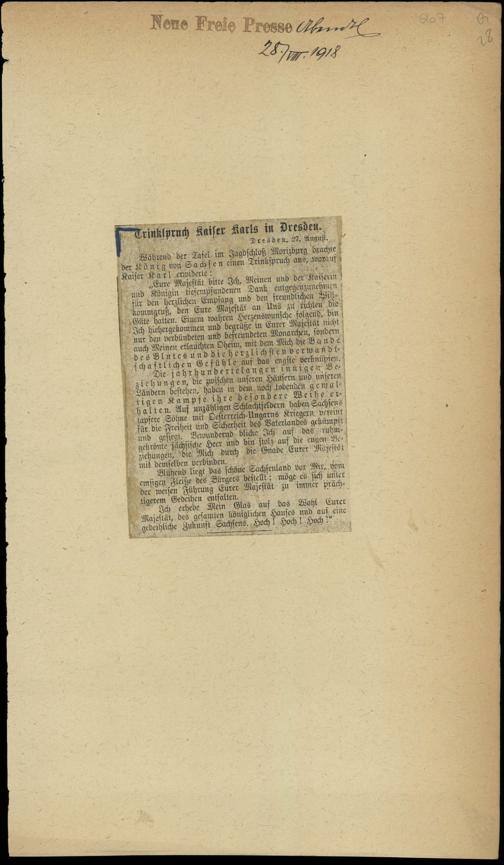 Neue Freie Presse Abendbl
28./VIII. 1918
Trinkspruch Kaiser Karls in Dresden.
Dresden, 27. August.
Während der Tafel im Jagdschloß Moritzburg brachte
der König von Sachsen einen Trinkspruch aus, worauf
Kaiser Karl erwiderte:
„Eure Majestät bitte Ich, Meinen und der Kaiserin
und Königin tiefempfundenen Dank entgegenzunehmen
für den herzlichen Empfang und den freundlichen Will-
kommgruß, den Eure Majestät an Uns zu richten die
Güte hatten. Einem wahren Herzenswunsche folgend, bin
Ich hiehergekommen und begrüße in Eurer Majestät nicht
nur den verbündeten und befreundeten Monarchen, sondern
auch Meinen erlauchten Oheim, mit dem Mich die Bande
des Blutes und die herzlichsten verwandt-
schaftlichen Gefühle auf das engste verknüpfen.
Die jahrhundertelangen innigen Be-
ziehungen, die zwischen unseren Häusern und unseren
Ländern bestehen, haben in dem noch tobenden gewal-
tigen Kampfe ihre besondere Weihe er-
halten. Auf unzähligen Schlachtfeldern haben Sachsens
tapfere Söhne mit Oesterreich-Ungarns Kriegern vereint
für die Freiheit und Sicherheit des Vaterlandes gekämpft
und gesiegt. Bewundernd blicke Ich auf das ruhm-
gekrönte sächsische Heer und bin stolz auf die engen Be-
ziehungen, die Mich durch die Gnade Eurer Majestät
mit demselben verbinden.
Blühend liegt das schöne Sachsenland vor Mir, vom
emsigen Fleiße des Bürgers bestellt; möge es sich unter
der weisen Führung Eurer Majestät zu immer präch-
tigerem Gedeihen entfalten.
Ich erhebe Mein Glas auf das Wohl Eurer
Majestät, des gesamten königlichen Hauses und auf eine
gedeihliche Zukunft Sachsens. Hoch! Hoch! Hoch!"